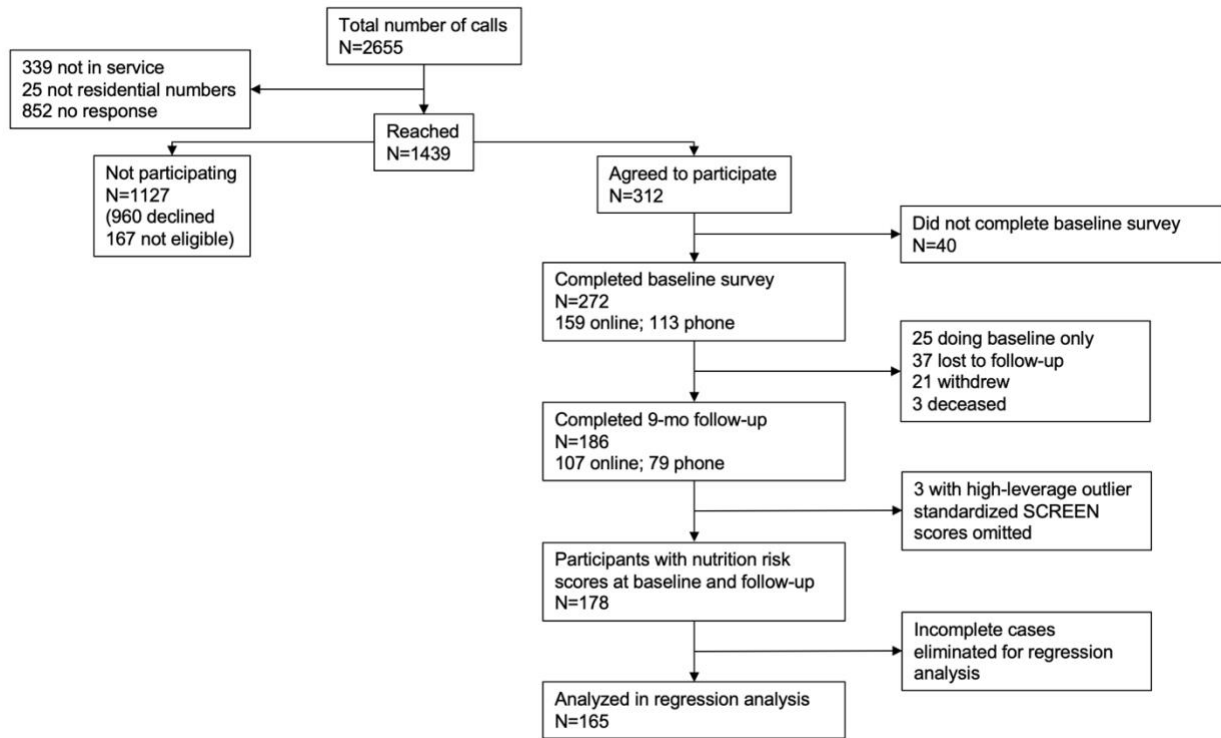 Total number of calls
N=2655
339 not in service
25 not residential numbers
852 no response
Reached
N=1439
Not participating
N=1127
(960 declined
167 not eligible)
Agreed to participate
N=312
Did not complete baseline survey
N=40
Completed baseline survey
N=272
159 online; 113 phone
25 doing baseline only
37 lost to follow-up
21 withdrew
3 deceased
Completed 9-mo follow-up
N=186
107 online; 79 phone
3 with high-leverage outlier
standardized SCREEN
scores omitted
Participants with nutrition risk
scores at baseline and follow-up
N=178
Incomplete cases
eliminated for regression
analysis
Analyzed in regression analysis
N=165